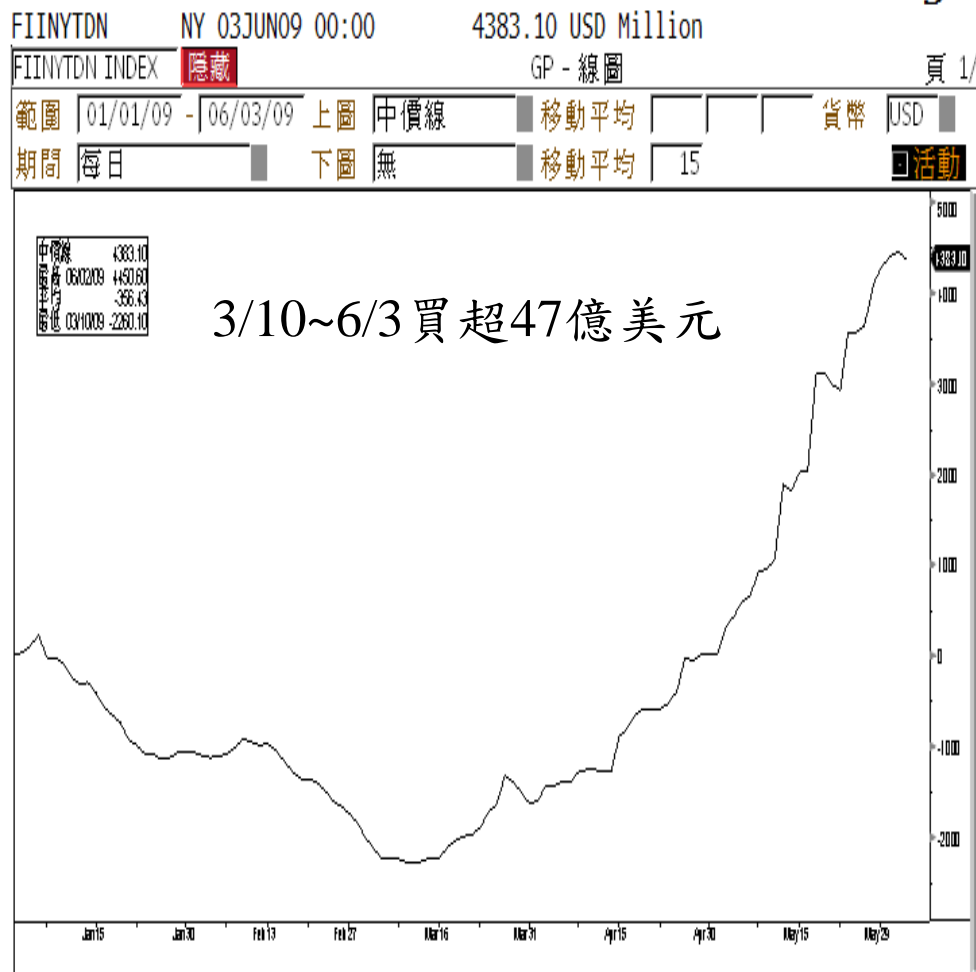 FIINYTDN NY 03JUN09 00:00 4383.10 USD Million
FIINYTDN INDEX 隱藏 GP - 線圖 頁 1/
範圍 01/01/09 - 06/03/09 上圖 中價線 移動平均 貨幣 USD
期間 每日 下圖 無 移動平均 15 活動
中價線 4383.10
最高 06/02/09 4450.60
平均 -356.43
最低 03/10/09 -2260.10
3/10~6/3買超47億美元
5000
4383.10
4000
3000
2000
1000
0
-1000
-2000
Jan15 Jan30 Feb13 Feb27 Mar16 Mar31 Apr15 Apr30 May15 May29